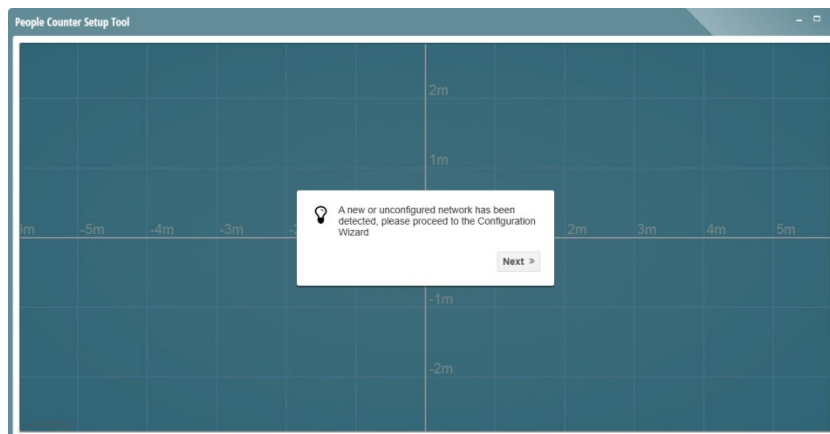 People Counter Setup Tool
2m
1m
A new or unconfigured network has been
detected, please proceed to the Configuration
Wizard
-5m -4m -3m 2m 3m 4m 5m
Next »
-1m
-2m